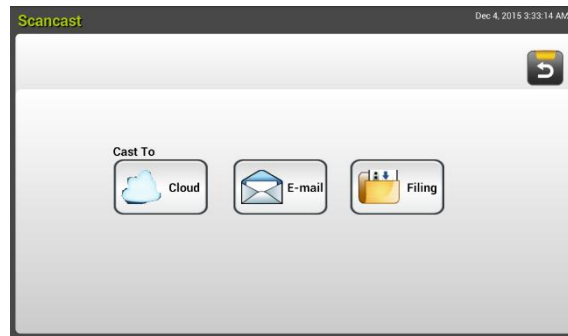 Scancast
Dec 4, 2015 3:33:14 AM
Cast To
Cloud
E-mail
Filing